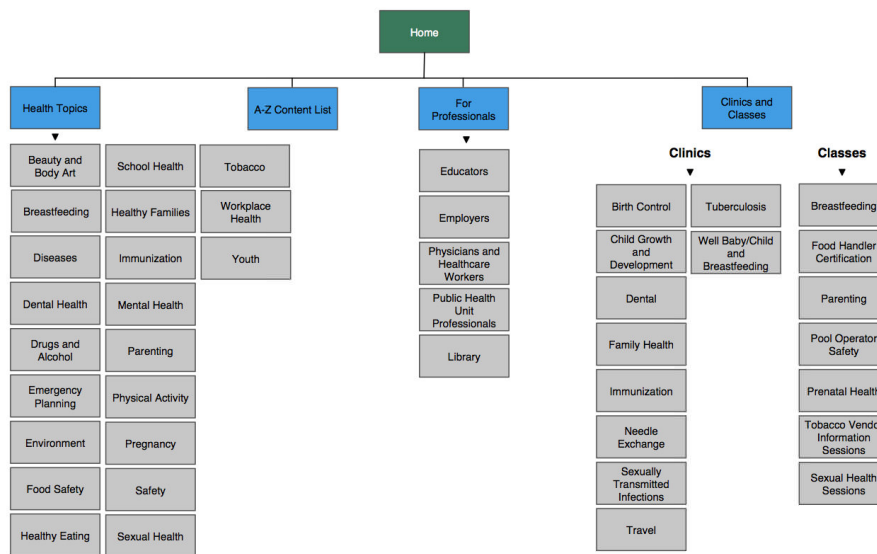 Home
Health Topics
A-Z Content List
For
Professionals
Clinics and
Classes
Beauty and
Body Art
Breastfeeding
Diseases
Dental Health
Drugs and
Alcohol
Emergency
Planning
Environment
Food Safety
Healthy Eating
School Health
Healthy Families
Immunization
Mental Health
Parenting
Physical Activity
Pregnancy
Safety
Sexual Health
Tobacco
Workplace
Health
Youth
Educators
Employers
Physicians and
Healthcare
Workers
Public Health
Unit
Professionals
Library
Clinics
Birth Control
Child Growth
and
Development
Dental
Family Health
Immunization
Needle
Exchange
Sexually
Transmitted
Infections
Travel
Tuberculosis
Well Baby/Child
and
Breastfeeding
Classes
Breastfeeding
Food Handler
Certification
Parenting
Pool Operator
Safety
Prenatal Health
Tobacco Vendor
Information
Sessions
Sexual Health
Sessions